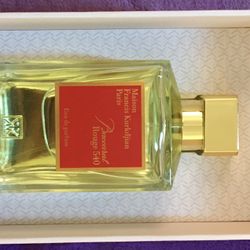 Maison
Francis Kurkdjian
Paris
Baccarat
Rouge 540
Eau de parfum